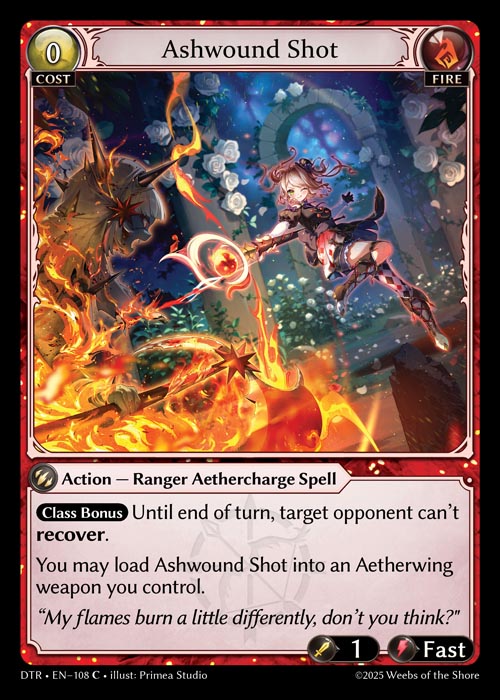 0
Ashwound Shot
COST
FIRE
Action — Ranger Aethercharge Spell
Class Bonus Until end of turn, target opponent can't
recover.
You may load Ashwound Shot into an Aetherwing
weapon you control.
“My flames burn a little differently, don't you think?"
1 Fast
DTR • EN-108 C • illust: Primea Studio
©2025 Weebs of the Shore